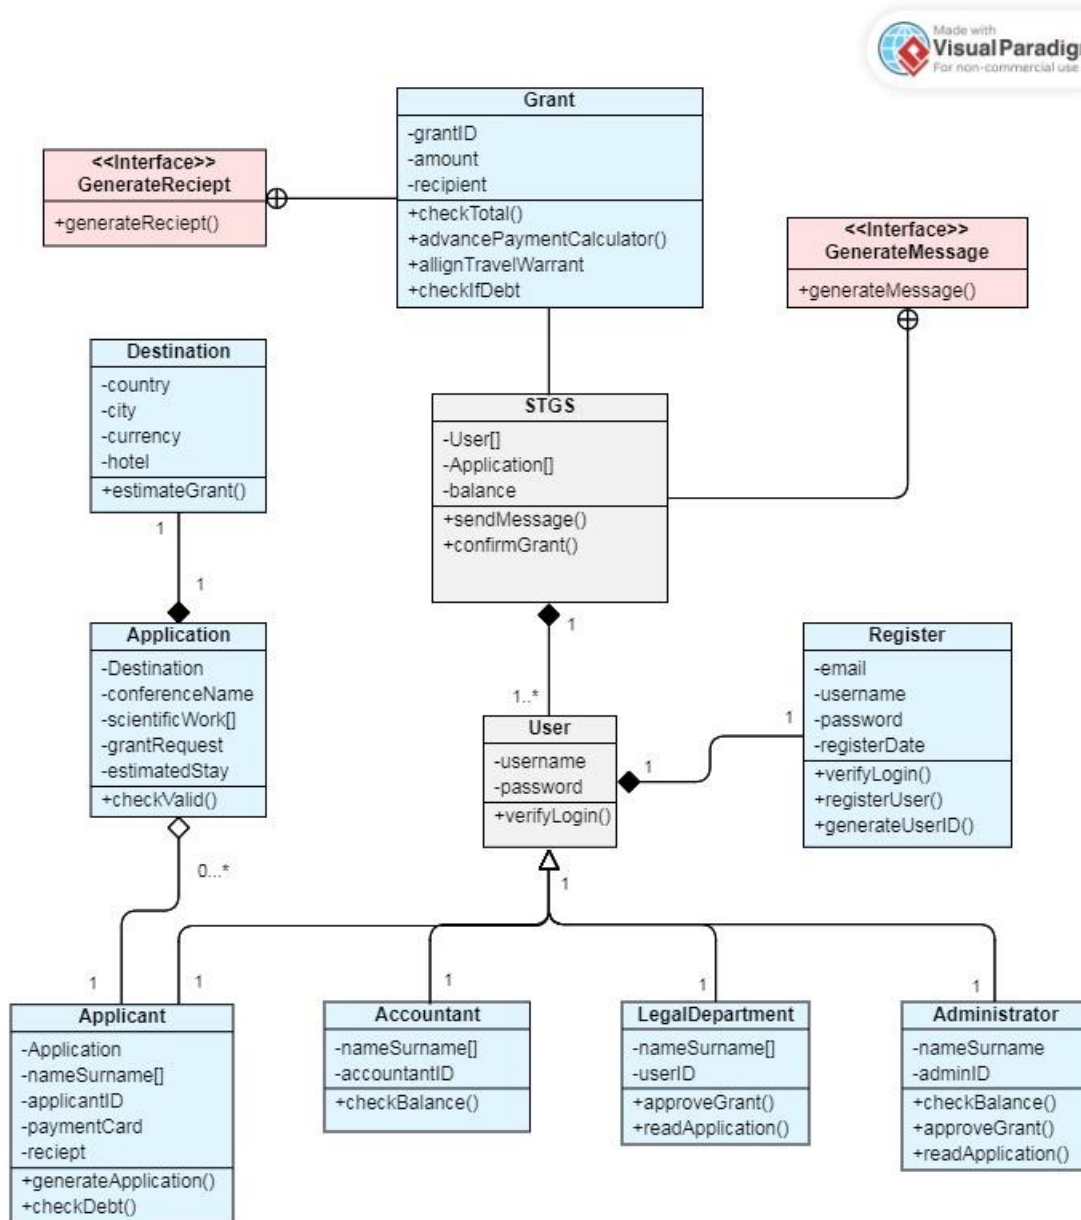 Made with
Visual Paradigm
For non-commercial use
Grant
-grantID
-amount
-recipient
+checkTotal()
+advancePaymentCalculator()
+allignTravelWarrant
+checkIfDebt
<<Interface>>
GenerateReciept
+generateReciept()
<<Interface>>
GenerateMessage
+generateMessage()
Destination
-country
-city
-currency
-hotel
+estimateGrant()
1
1
STGS
-User[]
-Application[]
-balance
+sendMessage()
+confirmGrant()
1
1..*
Application
-Destination
-conferenceName
-scientificWork[]
-grantRequest
-estimatedStay
+checkValid()
0...*
1
User
-username
-password
+verifyLogin()
1
1
Register
-email
-username
-password
-registerDate
+verifyLogin()
+registerUser()
+generateUserID()
1
1
1
1
1
Applicant
-Application
-nameSurname[]
-applicantID
-paymentCard
-reciept
+generateApplication()
+checkDebt()
Accountant
-nameSurname[]
-accountantID
+checkBalance()
LegalDepartment
-nameSurname[]
-userID
+approveGrant()
+readApplication()
Administrator
-nameSurname
-adminID
+checkBalance()
+approveGrant()
+readApplication()